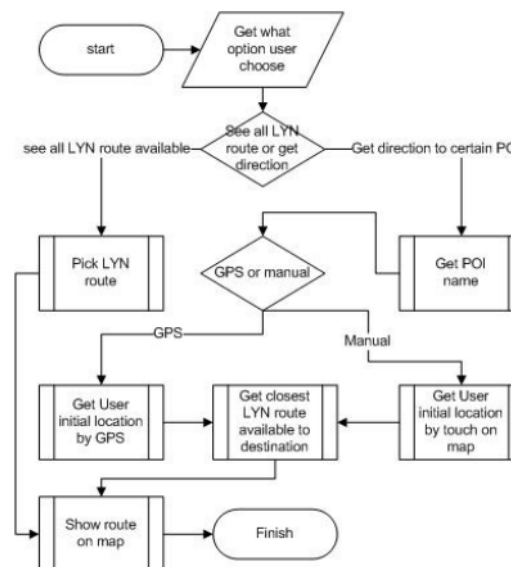 start
Get what
option user
choose
see all LYN route available
See all LYN
route or get
direction
Get direction to certain PO
Pick LYN
route
GPS or manual
Get POI
name
GPS
Manual
Get User
initial location
by GPS
Get closest
LYN route
available to
destination
Get User
initial location
by touch on
map
Show route
on map
Finish